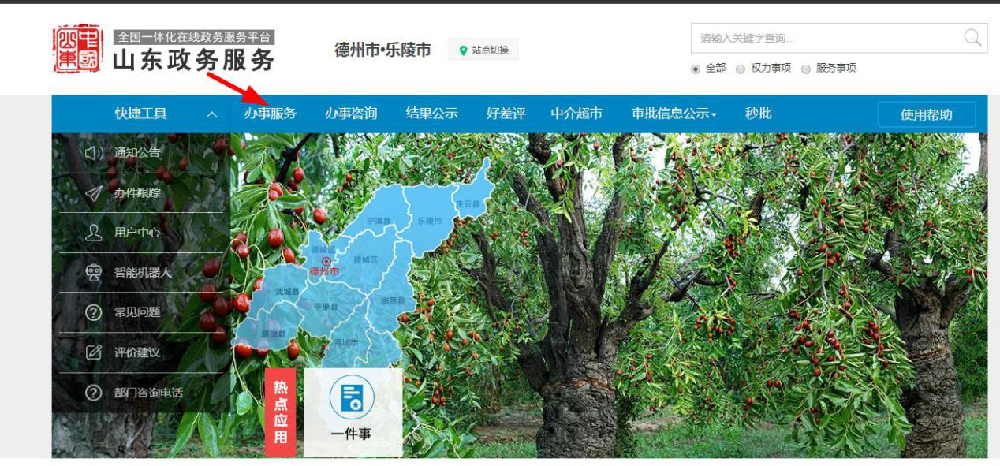 全国一体化在线政务服务平台
山东政务服务
德州市•乐陵市
站点切换
请输入关键字查询...
全部 权力事项 服务事项
快捷工具 办事服务 办事咨询 结果公示 好差评 中介超市 审批信息公示 秒批 使用帮助
通知公告
办件跟踪
用户中心
智能机器人
常见问题
评价建议
部门咨询电话
庆云县
宁津县 乐陵市
德城区 陵城区
德州市
武城县 平原县 临邑县
夏津县 禹城市
热点应用
一件事